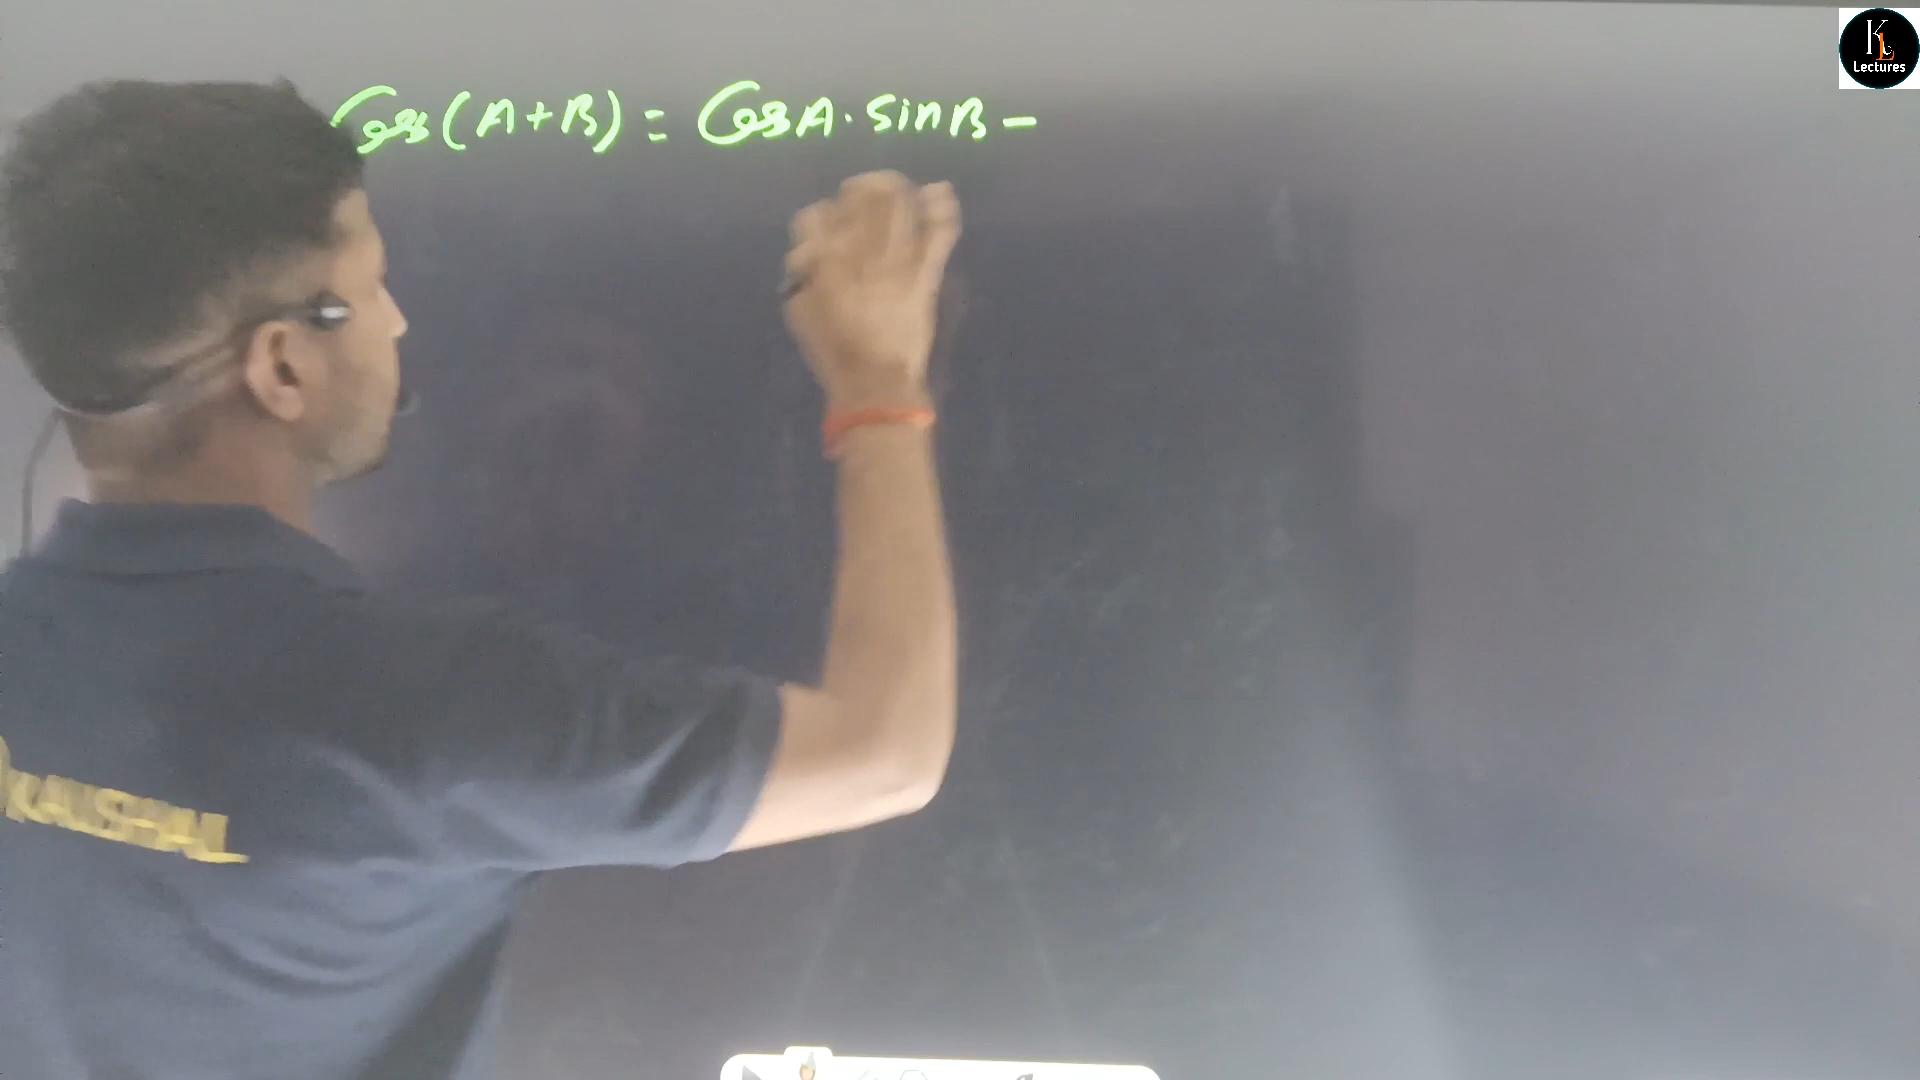 Cos(A+B) = CosA·sinB -
KL
Lectures